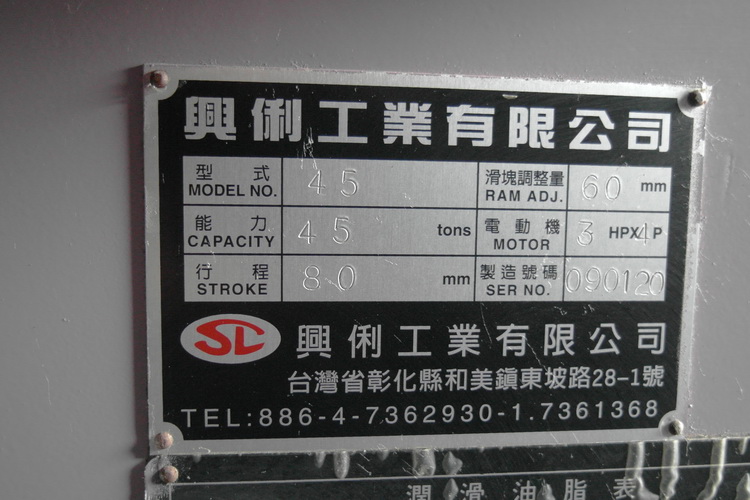 興俐工業有限公司
型式 MODEL NO. 45 滑塊調整量 RAM ADJ. 60 mm
能力 CAPACITY 45 tons 電動機 MOTOR 3 HPX 4 P
行程 STROKE 80 mm 製造號碼 SER NO. 090120
SL 興俐工業有限公司
台灣省彰化縣和美鎮東坡路28-1號
TEL:886-4-7362930-1.7361368
潤滑油脂表